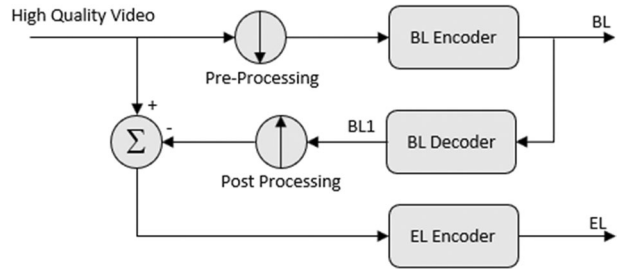 High Quality Video
BL Encoder
BL
Pre-Processing
+
Σ
-
BL1
BL Decoder
Post Processing
EL Encoder
EL